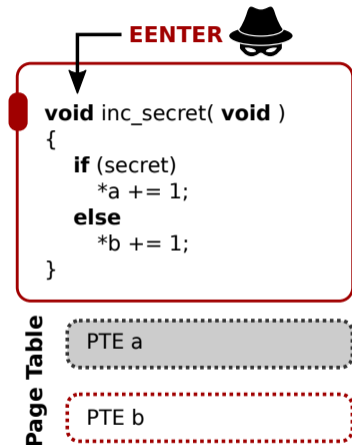 EENTER
void inc_secret( void )
{
if (secret)
*a += 1;
else
*b += 1;
}
Page Table
PTE a
PTE b